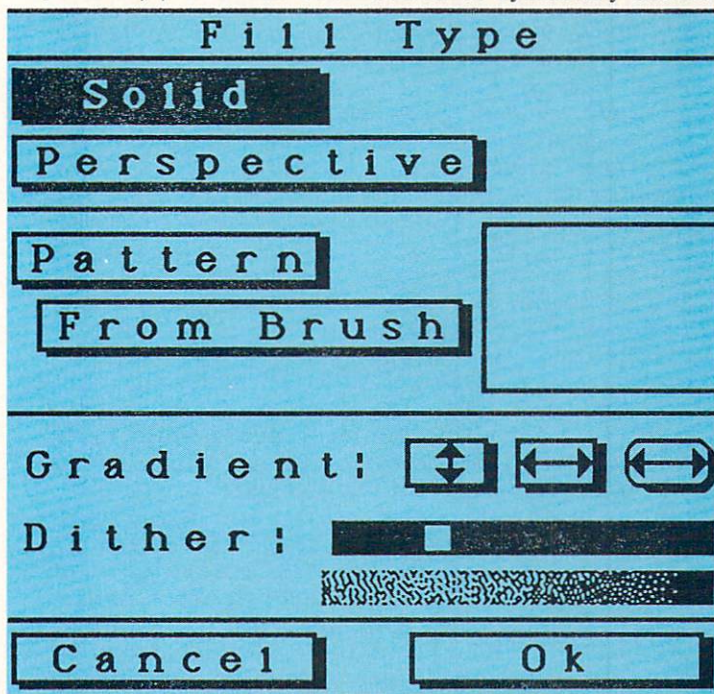 Fill Type
Solid
Perspective
Pattern
From Brush
Gradient:
Dither:
Cancel
Ok